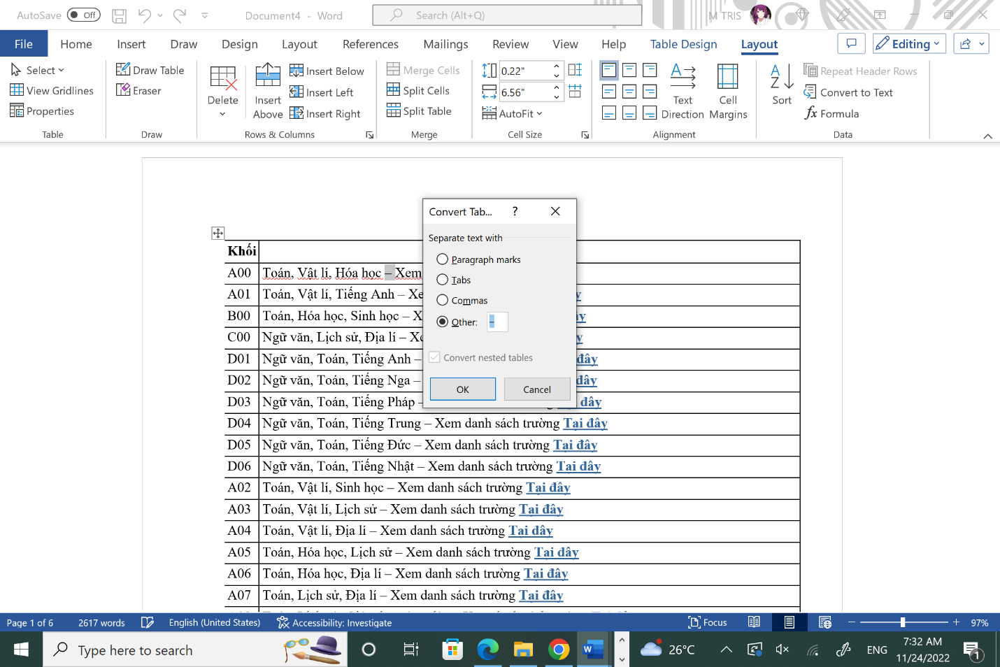 AutoSave Off Document4 - Word Search (Alt+Q) M TRIS
File Home Insert Draw Design Layout References Mailings Review View Help Table Design Layout Editing
Select
View Gridlines
Properties
Table
Draw Table
Eraser
Draw
Delete
Insert
Above
Insert Below
Insert Left
Insert Right
Rows & Columns
Merge Cells
Split Cells
Split Table
Merge
0.22"
6.56"
AutoFit
Cell Size
Text
Direction
Cell
Margins
Alignment
Sort
Repeat Header Rows
Convert to Text
fx Formula
Data
Convert Tab... ?
Separate text with
Paragraph marks
Tabs
Commas
Other: –
Convert nested tables
OK Cancel
Khối
A00 Toán, Vật lí, Hóa học – Xem
A01 Toán, Vật lí, Tiếng Anh – Xe
B00 Toán, Hóa học, Sinh học – X
C00 Ngữ văn, Lịch sử, Địa lí – Xe
D01 Ngữ văn, Toán, Tiếng Anh – đây
D02 Ngữ văn, Toán, Tiếng Nga – đây
D03 Ngữ văn, Toán, Tiếng Pháp – đây
D04 Ngữ văn, Toán, Tiếng Trung – Xem danh sách trường Tại đây
D05 Ngữ văn, Toán, Tiếng Đức – Xem danh sách trường Tại đây
D06 Ngữ văn, Toán, Tiếng Nhật – Xem danh sách trường Tại đây
A02 Toán, Vật lí, Sinh học – Xem danh sách trường Tại đây
A03 Toán, Vật lí, Lịch sử – Xem danh sách trường Tại đây
A04 Toán, Vật lí, Địa lí – Xem danh sách trường Tại đây
A05 Toán, Hóa học, Lịch sử – Xem danh sách trường Tại đây
A06 Toán, Hóa học, Địa lí – Xem danh sách trường Tại đây
A07 Toán, Lịch sử, Địa lí – Xem danh sách trường Tại đây
Page 1 of 6 2617 words English (United States) Accessibility: Investigate Focus 97%
Type here to search 26°C ENG 7:32 AM
11/24/2022 1